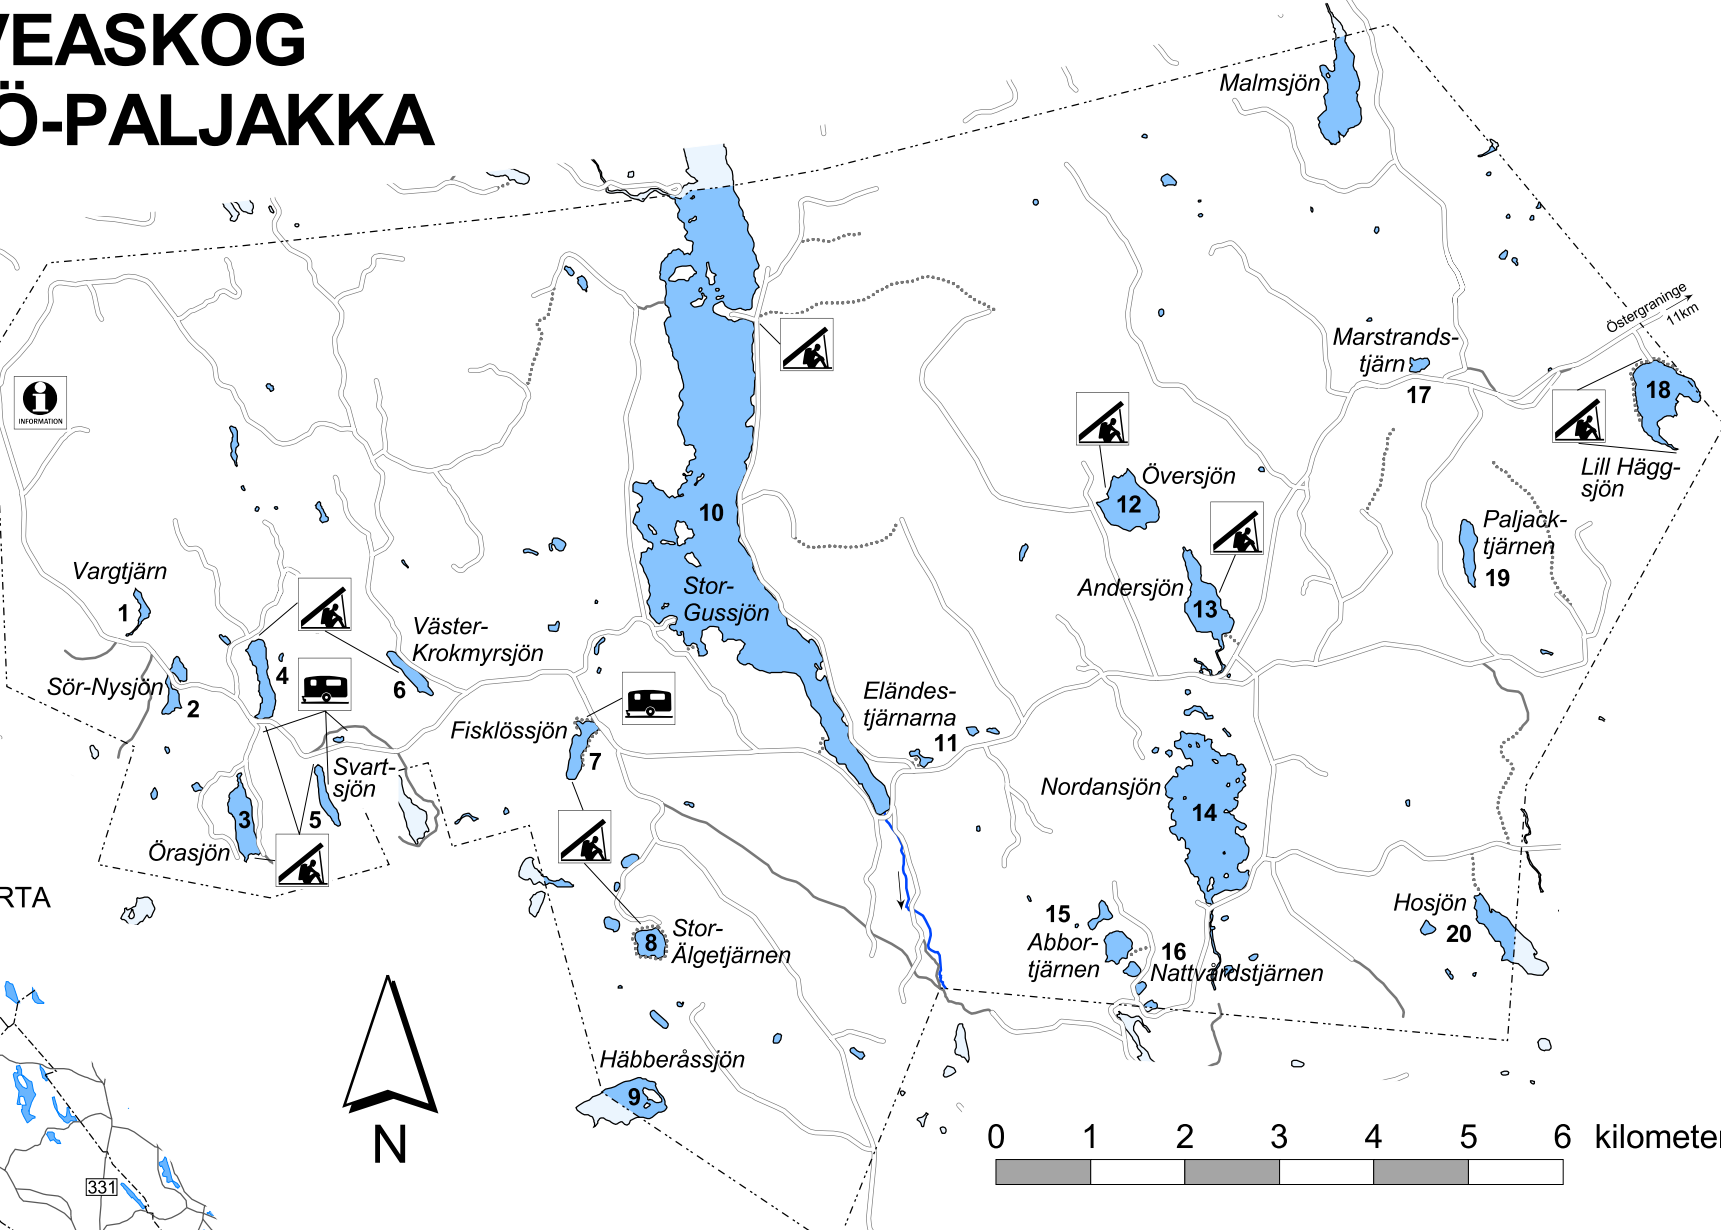 VEASKOG
Ö-PALJAKKA
Malmsjön
Östergraninge
11km
INFORMATION
Marstrands-
tjärn
17
18
Lill Hägg-
sjön
10
Stor-
Gussjön
Översjön
12
Andersjön
13
Paljack-
tjärnen
19
Vargtjärn
1
Sör-Nysjön
2
4
Väster-
Krokmyrsjön
6
Fisklössjön
7
Eländes-
tjärnarna
11
Svart-
sjön
5
3
Örasjön
Nordansjön
14
RTA
Stor-
Älgetjärnen
8
15
Abbor-
tjärnen
16
Nattvardstjärnen
Hosjön
20
Häbberåssjön
9
N
331
0 1 2 3 4 5 6 kilometer